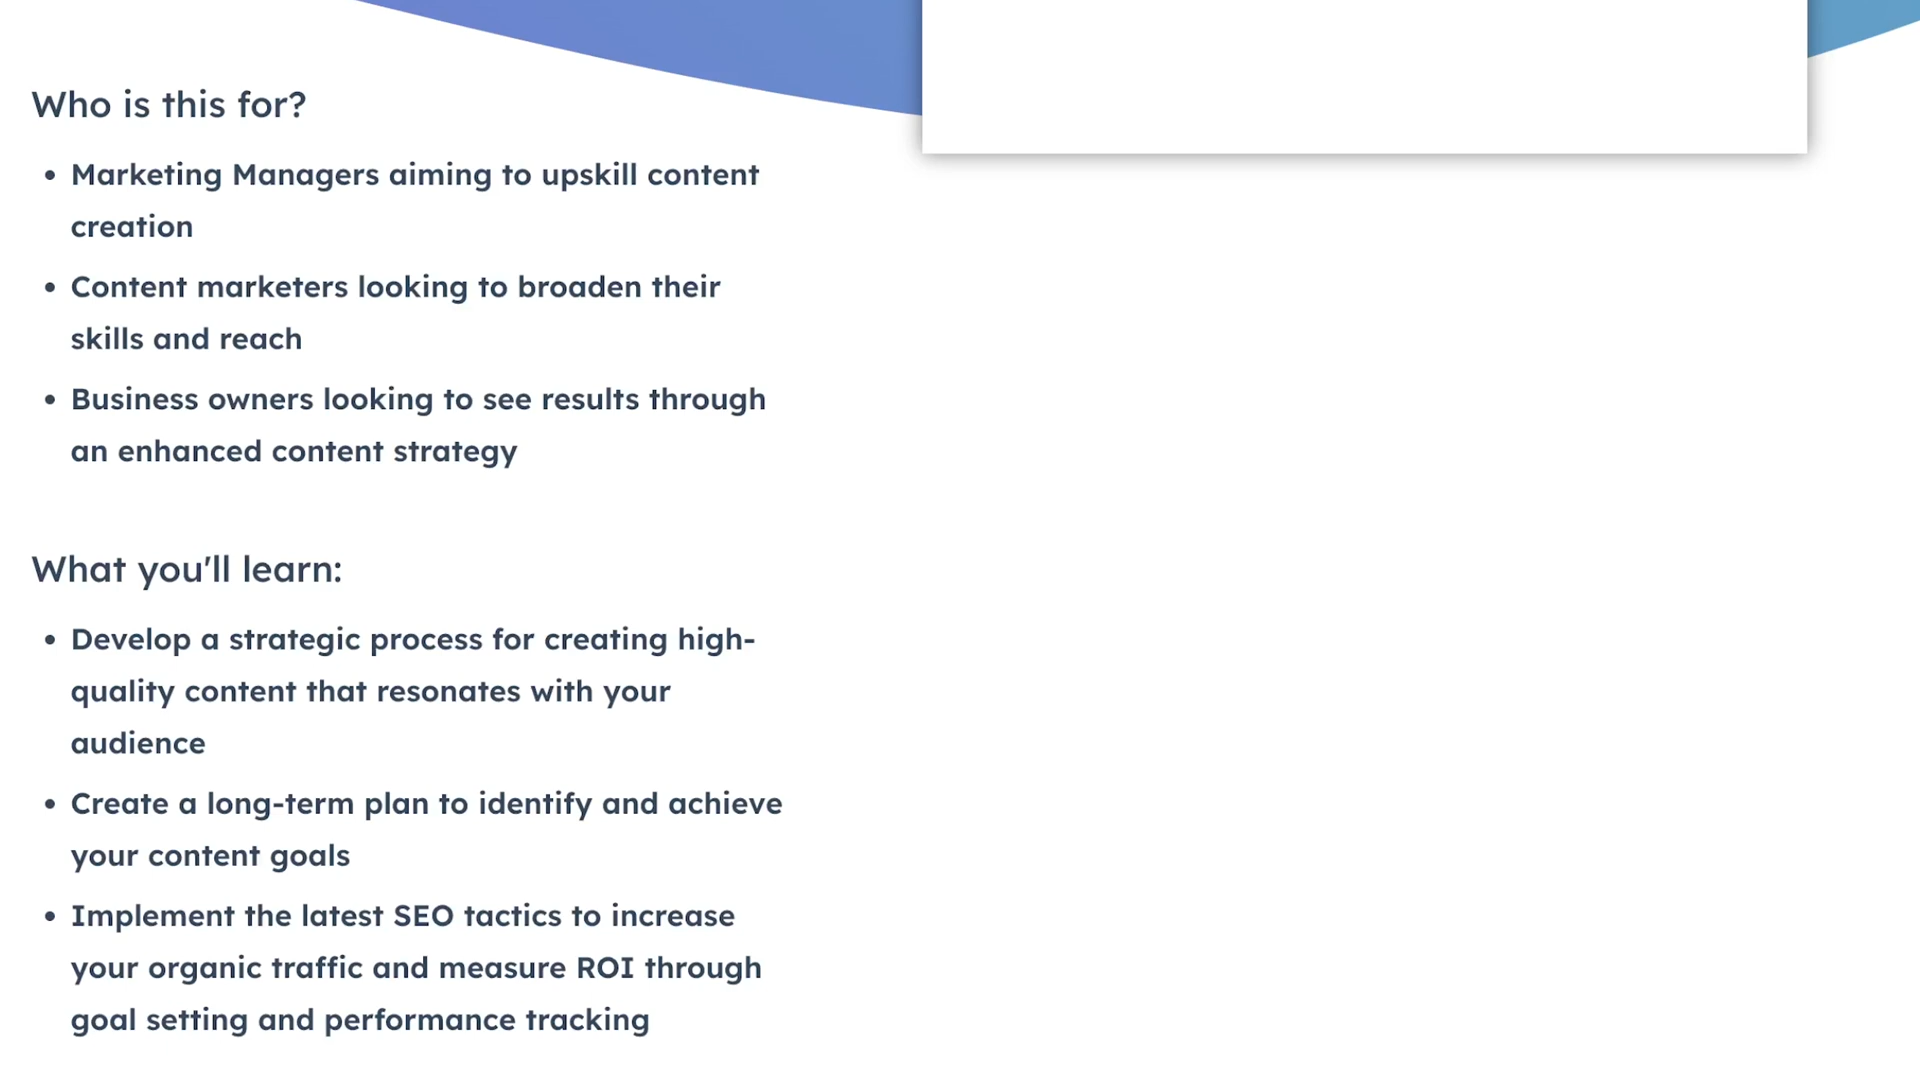 Who is this for?
• Marketing Managers aiming to upskill content
creation
• Content marketers looking to broaden their
skills and reach
• Business owners looking to see results through
an enhanced content strategy
What you'll learn:
• Develop a strategic process for creating high-
quality content that resonates with your
audience
• Create a long-term plan to identify and achieve
your content goals
• Implement the latest SEO tactics to increase
your organic traffic and measure ROI through
goal setting and performance tracking